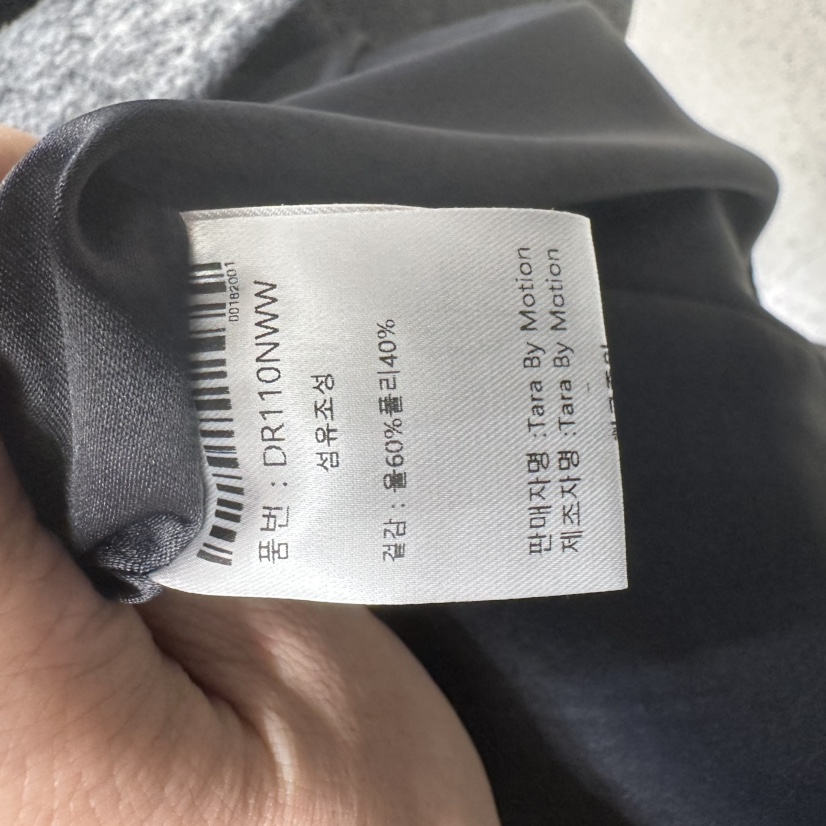 00182001
품번 : DR110NWW
섬유조성
겉감 : 울60%폴리40%
판매자명 :Tara By Motion
제조자명 :Tara By Motion